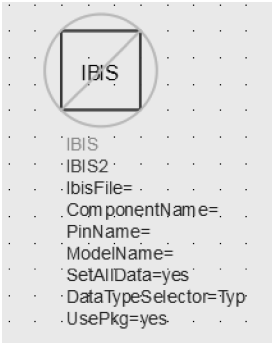 IBIS
IBIS
IBIS2
IbisFile=
ComponentName=
PinName=
ModelName=
SetAllData=yes
DataTypeSelector=Typ
UsePkg=yes